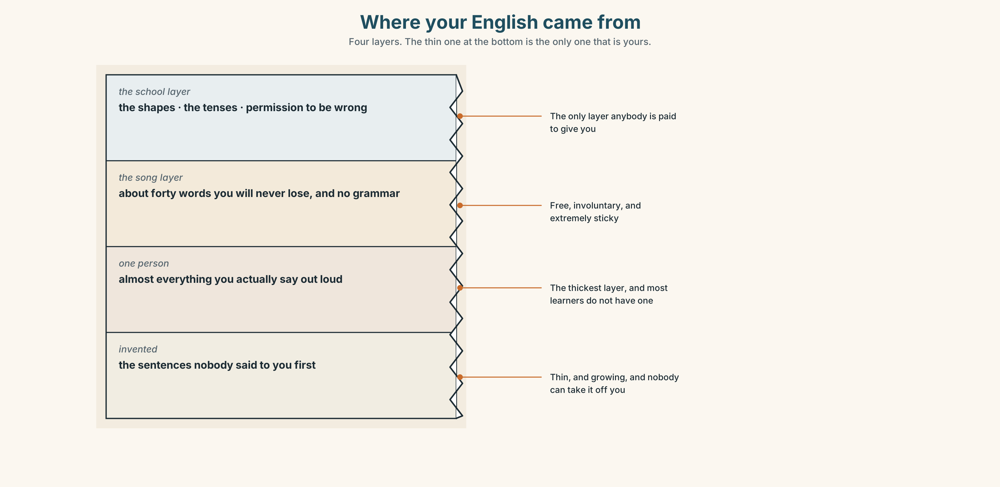 Where your English came from
Four layers. The thin one at the bottom is the only one that is yours.
the school layer
the shapes · the tenses · permission to be wrong
The only layer anybody is paid
to give you
the song layer
about forty words you will never lose, and no grammar
Free, involuntary, and
extremely sticky
one person
almost everything you actually say out loud
The thickest layer, and most
learners do not have one
invented
the sentences nobody said to you first
Thin, and growing, and nobody
can take it off you